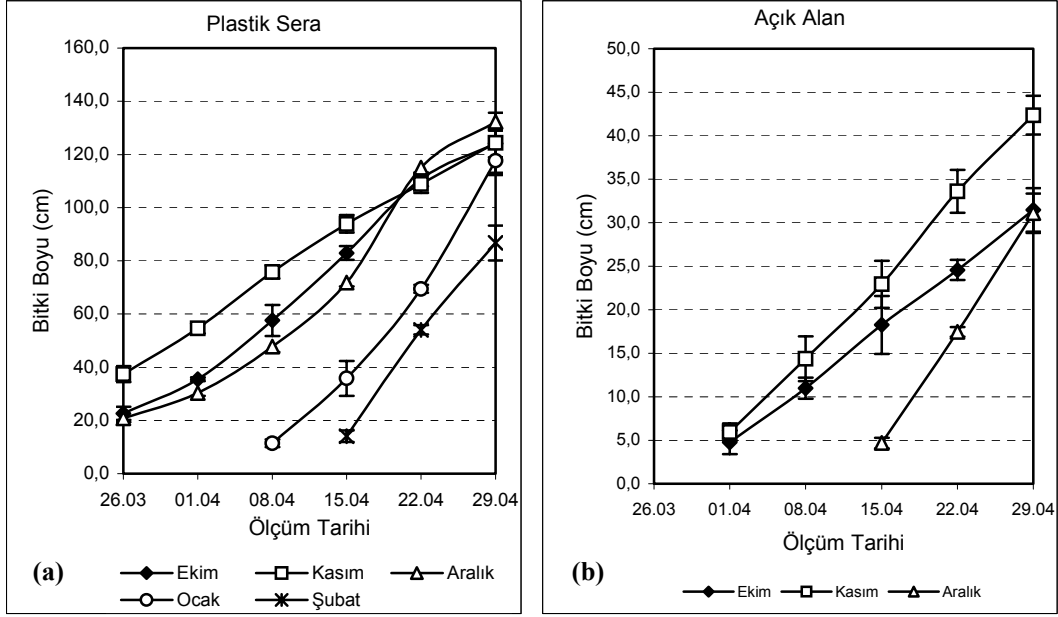 Plastik Sera
160,0
140,0
120,0
100,0
80,0
60,0
40,0
20,0
0,0
Bitki Boyu (cm)
26.03 01.04 08.04 15.04 22.04 29.04
Ölçüm Tarihi
(a)
Ekim Kasım Aralık
Ocak Şubat
Açık Alan
50,0
45,0
40,0
35,0
30,0
25,0
20,0
15,0
10,0
5,0
0,0
Bitki Boyu (cm)
26.03 01.04 08.04 15.04 22.04 29.04
Ölçüm Tarihi
(b)
Ekim Kasım Aralık